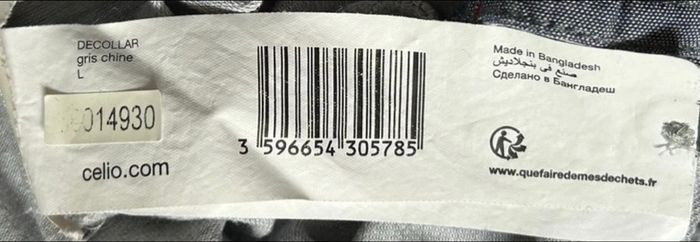 DECOLLAR
gris chine
L
014930
celio.com
3 596654 305785
Made in Bangladesh
صنع في بنجلاديش
Сделано в Бангладеш
www.quefairedemesdechets.fr